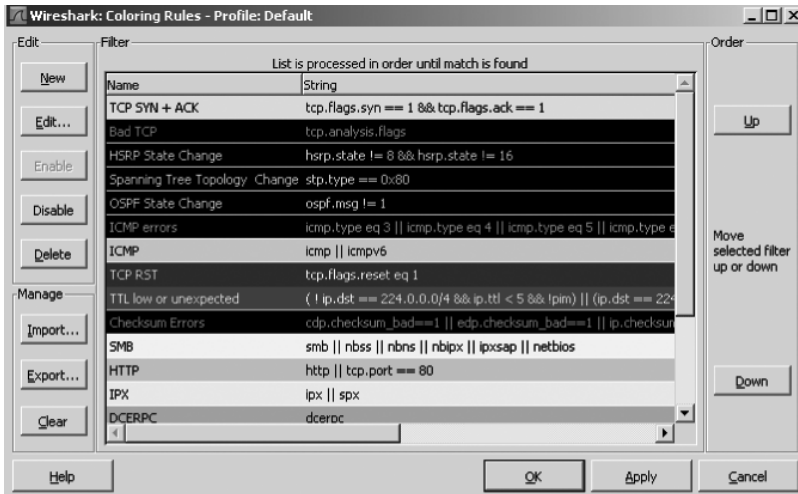 Wireshark: Coloring Rules - Profile: Default
Edit
New
Edit...
Enable
Disable
Delete
Manage
Import...
Export...
Clear
Filter
List is processed in order until match is found
Name String
TCP SYN + ACK tcp.flags.syn == 1 && tcp.flags.ack == 1
Bad TCP tcp.analysis.flags
HSRP State Change hsrp.state != 8 && hsrp.state != 16
Spanning Tree Topology Change stp.type == 0x80
OSPF State Change ospf.msg != 1
ICMP errors icmp.type eq 3 || icmp.type eq 4 || icmp.type eq 5 || icmp.type e
ICMP icmp || icmpv6
TCP RST tcp.flags.reset eq 1
TTL low or unexpected ( ! ip.dst == 224.0.0.0/4 && ip.ttl < 5 && !pim) || (ip.dst == 224
Checksum Errors cdp.checksum_bad==1 || edp.checksum_bad==1 || ip.checksum
SMB smb || nbss || nbns || nbipx || ipxsap || netbios
HTTP http || tcp.port == 80
IPX ipx || spx
DCERPC dcerpc
Order
Up
Move
selected filter
up or down
Down
Help
OK
Apply
Cancel